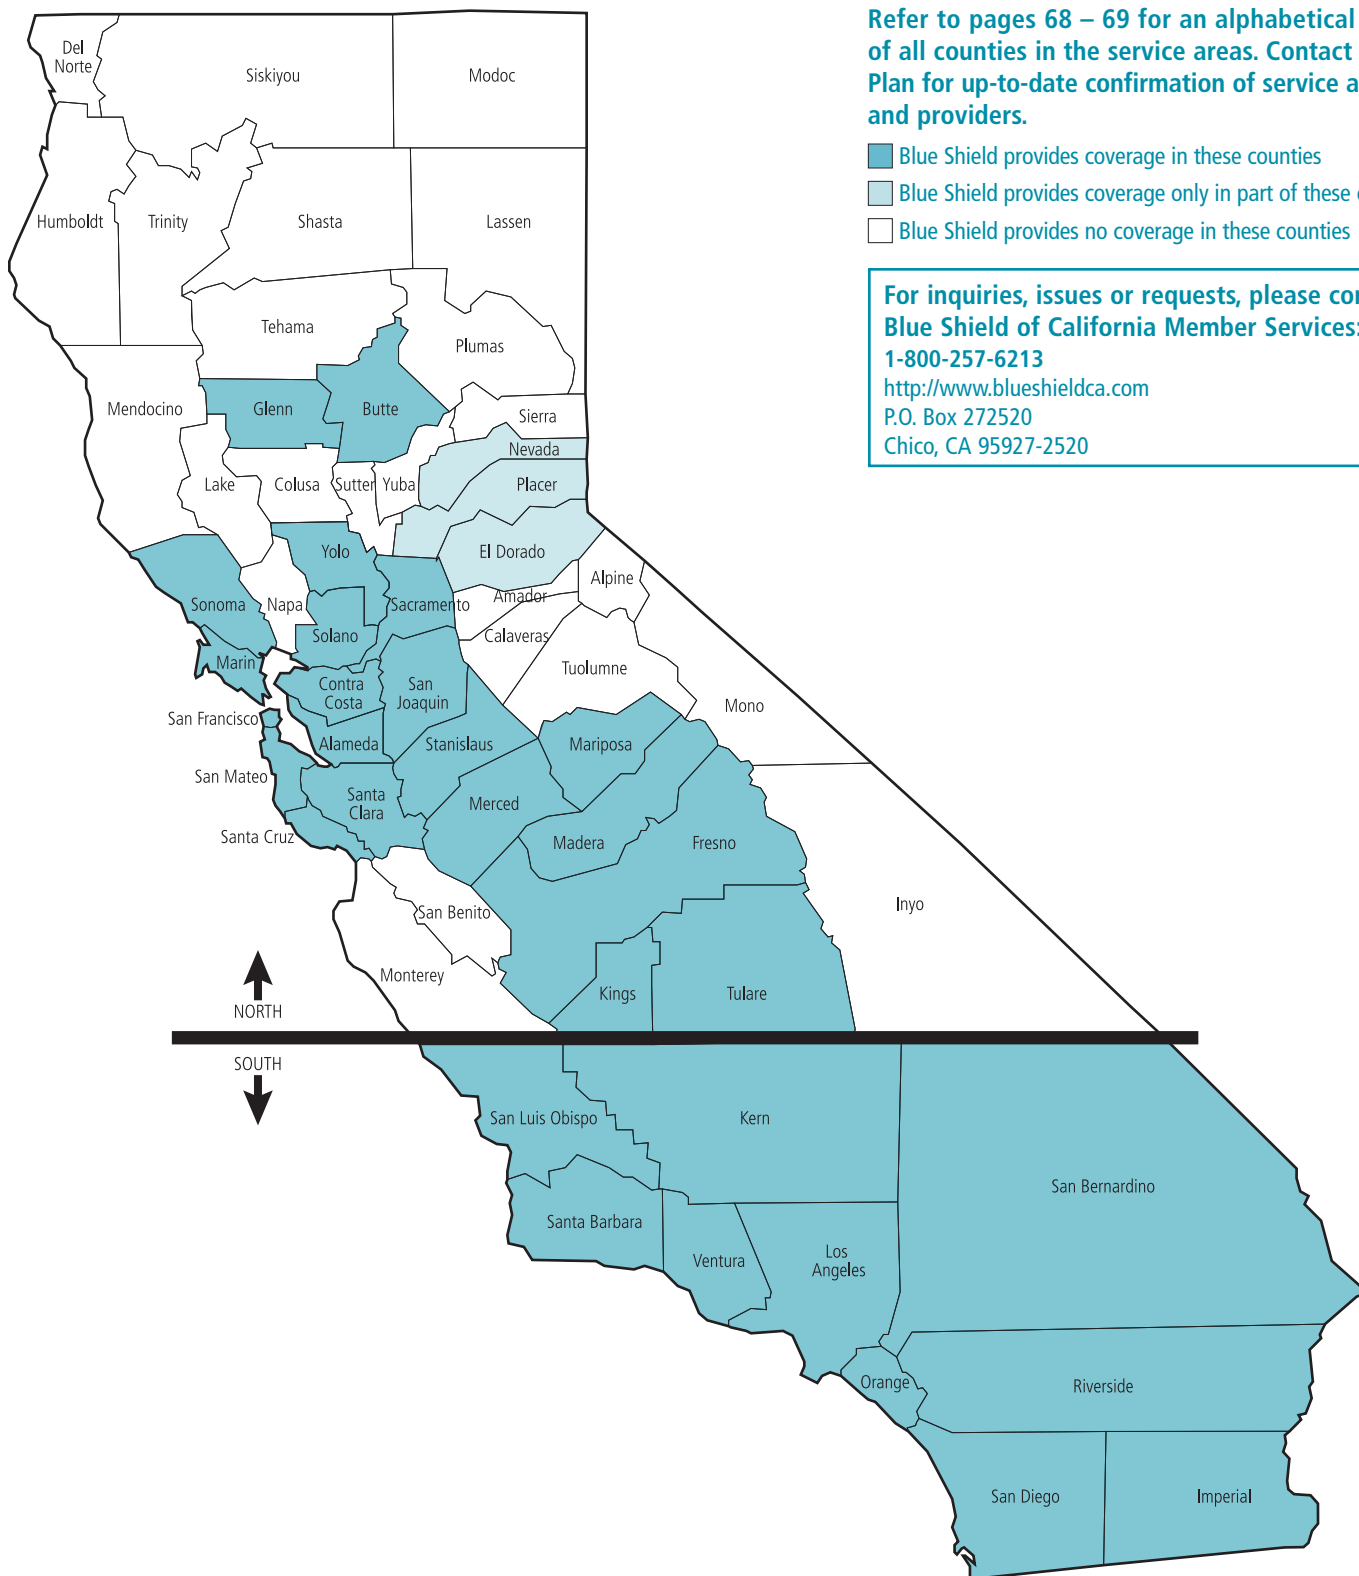 Refer to pages 68 – 69 for an alphabetical
of all counties in the service areas. Contact
Plan for up-to-date confirmation of service a
and providers.
Blue Shield provides coverage in these counties
Blue Shield provides coverage only in part of these
Blue Shield provides no coverage in these counties
For inquiries, issues or requests, please con
Blue Shield of California Member Services:
1-800-257-6213
http://www.blueshieldca.com
P.O. Box 272520
Chico, CA 95927-2520
Del
Norte
Siskiyou
Modoc
Humboldt
Trinity
Shasta
Lassen
Tehama
Plumas
Mendocino
Glenn
Butte
Sierra
Nevada
Lake
Colusa
Sutter
Yuba
Placer
Yolo
El Dorado
Alpine
Sonoma
Napa
Sacramento
Amador
Solano
Calaveras
Marin
Contra
Costa
San
Joaquin
Tuolumne
Mono
San Francisco
Alameda
Stanislaus
Mariposa
San Mateo
Santa
Clara
Merced
Santa Cruz
Madera
Fresno
San Benito
Inyo
Monterey
Kings
Tulare
NORTH
SOUTH
San Luis Obispo
Kern
San Bernardino
Santa Barbara
Ventura
Los
Angeles
Orange
Riverside
San Diego
Imperial